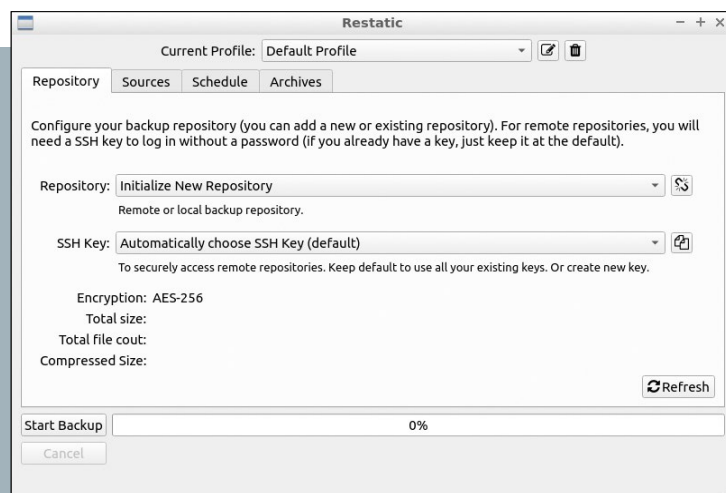 Restatic
Current Profile: Default Profile
Repository Sources Schedule Archives
Configure your backup repository (you can add a new or existing repository). For remote repositories, you will
need a SSH key to log in without a password (if you already have a key, just keep it at the default).
Repository: Initialize New Repository
Remote or local backup repository.
SSH Key: Automatically choose SSH Key (default)
To securely access remote repositories. Keep default to use all your existing keys. Or create new key.
Encryption: AES-256
Total size:
Total file cout:
Compressed Size:
Refresh
Start Backup 0%
Cancel